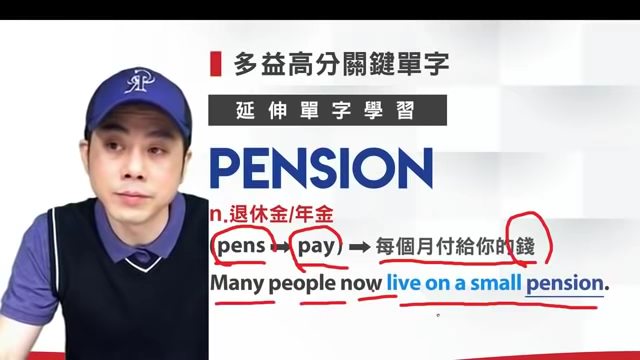 多益高分關鍵單字
延伸單字學習
PENSION
n.退休金/年金
(pens ➡ pay) ➡ 每個月付給你的錢
Many people now live on a small pension.